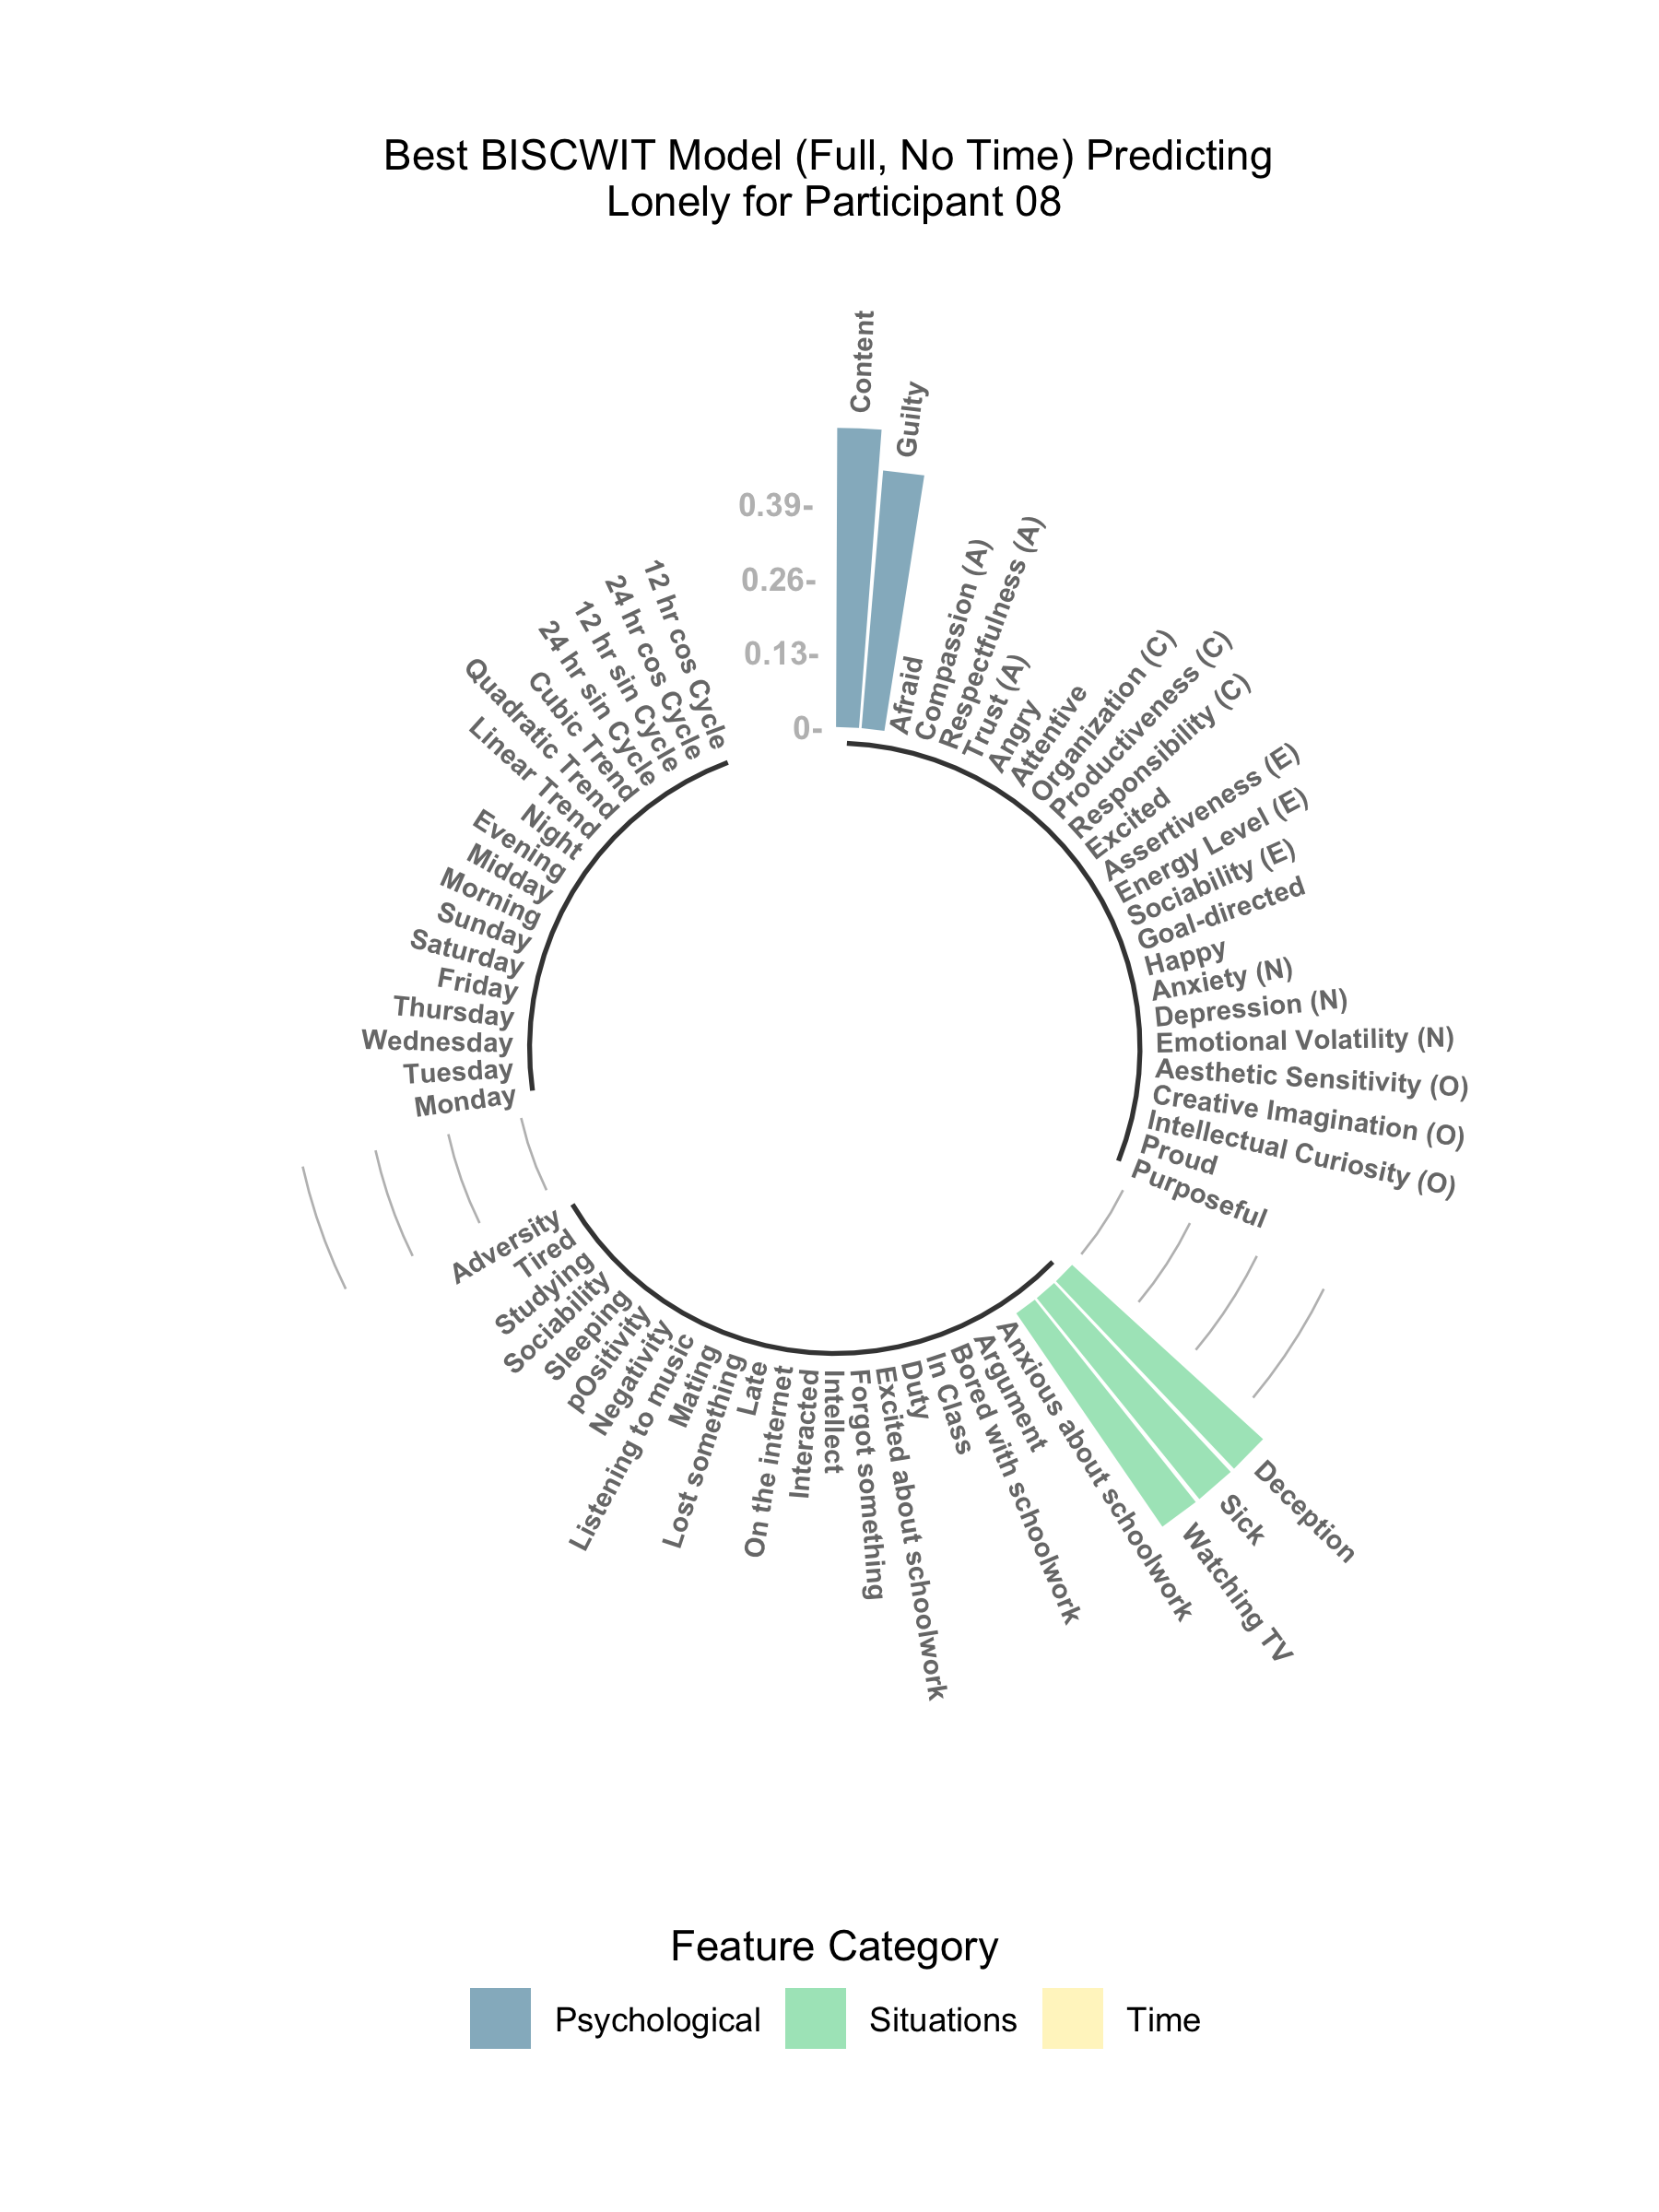 Best BISCWIT Model (Full, No Time) Predicting
Lonely for Participant 08
0.39-
0.26-
0.13-
0-
Content
Guilty
Afraid
Compassion (A)
Respectfulness (A)
Trust (A)
Angry
Attentive
Organization (C)
Productiveness (C)
Responsibility (C)
Excited
Assertiveness (E)
Energy Level (E)
Sociability (E)
Goal-directed
Happy
Anxiety (N)
Depression (N)
Emotional Volatility (N)
Aesthetic Sensitivity (O)
Creative Imagination (O)
Intellectual Curiosity (O)
Proud
Purposeful
Deception
Sick
Watching TV
Anxious about schoolwork
Argument
Bored with schoolwork
In Class
Duty
Excited about schoolwork
Forgot something
Intellect
Interacted
On the internet
Late
Lost something
Mating
Listening to music
Negativity
pOsitivity
Sleeping
Sociability
Studying
Tired
Adversity
Monday
Tuesday
Wednesday
Thursday
Friday
Saturday
Sunday
Morning
Midday
Evening
Night
Linear Trend
Quadratic Trend
Cubic Trend
24 hr sin Cycle
12 hr sin Cycle
24 hr cos Cycle
12 hr cos Cycle
Feature Category
Psychological
Situations
Time